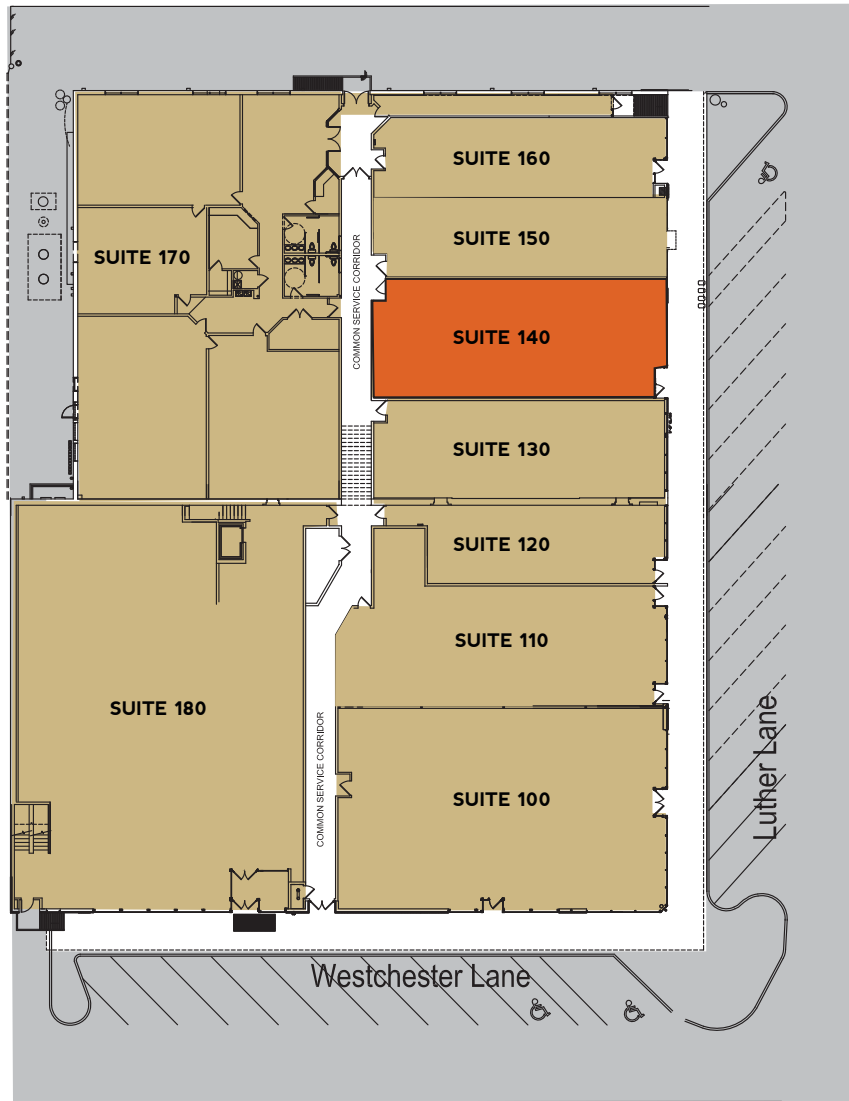 SUITE 160
SUITE 150
SUITE 170
COMMON SERVICE CORRIDOR
SUITE 140
SUITE 130
SUITE 120
SUITE 110
SUITE 180
COMMON SERVICE CORRIDOR
SUITE 100
Luther Lane
Westchester Lane